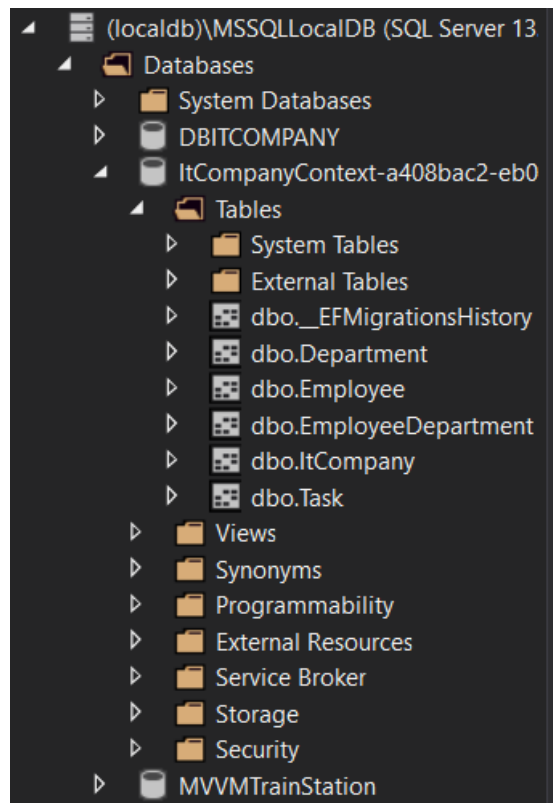 (localdb)\MSSQLLocalDB (SQL Server 13.
Databases
System Databases
DBITCOMPANY
ItCompanyContext-a408bac2-eb0
Tables
System Tables
External Tables
dbo.__EFMigrationsHistory
dbo.Department
dbo.Employee
dbo.EmployeeDepartment
dbo.ItCompany
dbo.Task
Views
Synonyms
Programmability
External Resources
Service Broker
Storage
Security
MVVMTrainStation